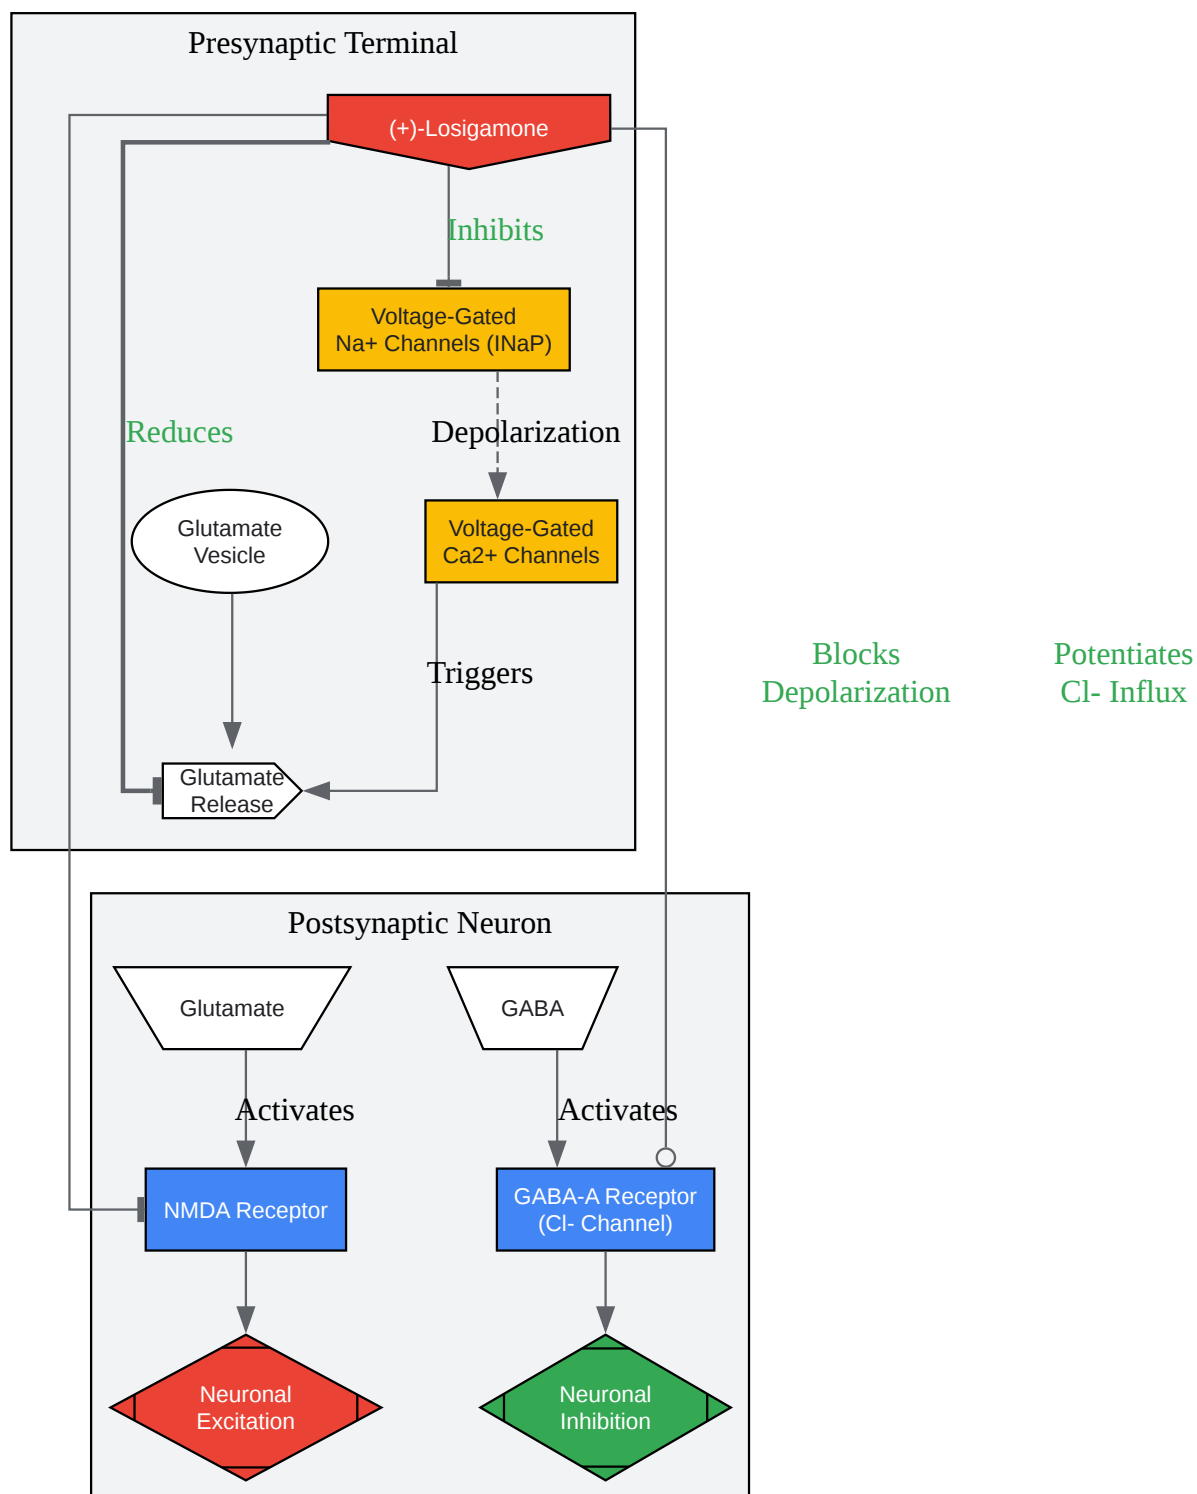 Presynaptic Terminal
(+)-Losigamone
Inhibits
Voltage-Gated
Na+ Channels (INaP)
Reduces
Depolarization
Glutamate
Vesicle
Voltage-Gated
Ca2+ Channels
Blocks
Depolarization
Potentiates
Cl- Influx
Triggers
Glutamate
Release
Postsynaptic Neuron
Glutamate
GABA
Activates
Activates
NMDA Receptor
GABA-A Receptor
(Cl- Channel)
Neuronal
Excitation
Neuronal
Inhibition